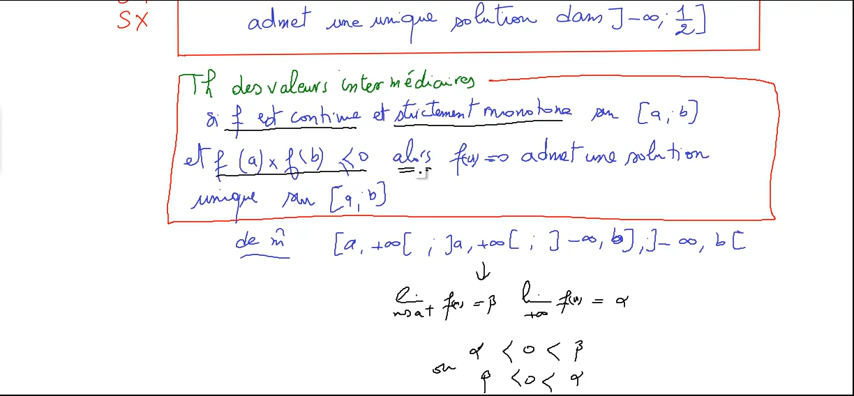 SX
admet une unique solution dans ]-∞; 1/2]
Th des valeurs intermédiaires
si f est continue et strictement monotone sur [a; b]
et f(a) x f(b) < 0 alors f(x) = 0 admet une solution
unique sur [a; b]
de m̂ [a, +∞[ ; ]a, +∞[ ; ]-∞, b], ]-∞, b[
↓
lim x→a+ f(x) = β lim +∞ f(x) = α
α < 0 < β
ou β < 0 < α